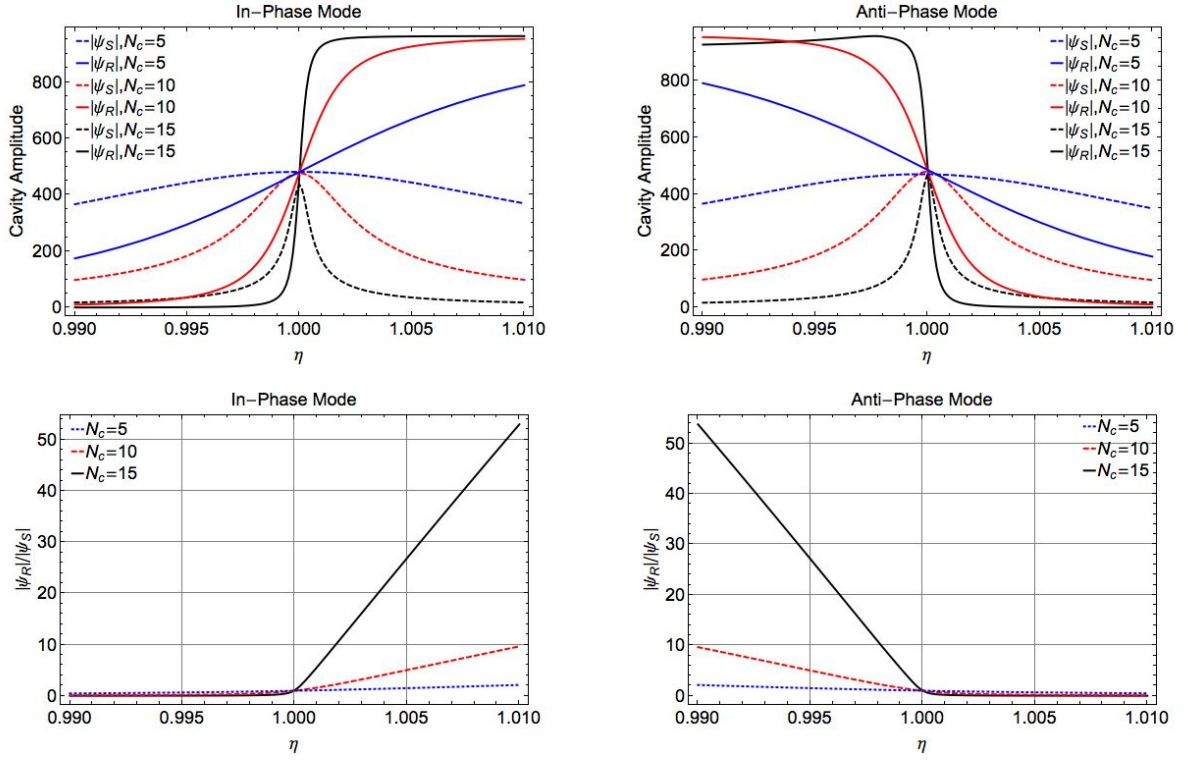 In-Phase Mode
|ψS|,Nc=5
|ψR|,Nc=5
|ψS|,Nc=10
|ψR|,Nc=10
|ψS|,Nc=15
|ψR|,Nc=15
Cavity Amplitude
800
600
400
200
0
0.990
0.995
1.000
1.005
1.010
η
Anti-Phase Mode
|ψS|,Nc=5
|ψR|,Nc=5
|ψS|,Nc=10
|ψR|,Nc=10
|ψS|,Nc=15
|ψR|,Nc=15
Cavity Amplitude
800
600
400
200
0
0.990
0.995
1.000
1.005
1.010
η
In-Phase Mode
Nc=5
Nc=10
Nc=15
|ψR|/|ψS|
50
40
30
20
10
0
0.990
0.995
1.000
1.005
1.010
η
Anti-Phase Mode
Nc=5
Nc=10
Nc=15
|ψR|/|ψS|
50
40
30
20
10
0
0.990
0.995
1.000
1.005
1.010
η